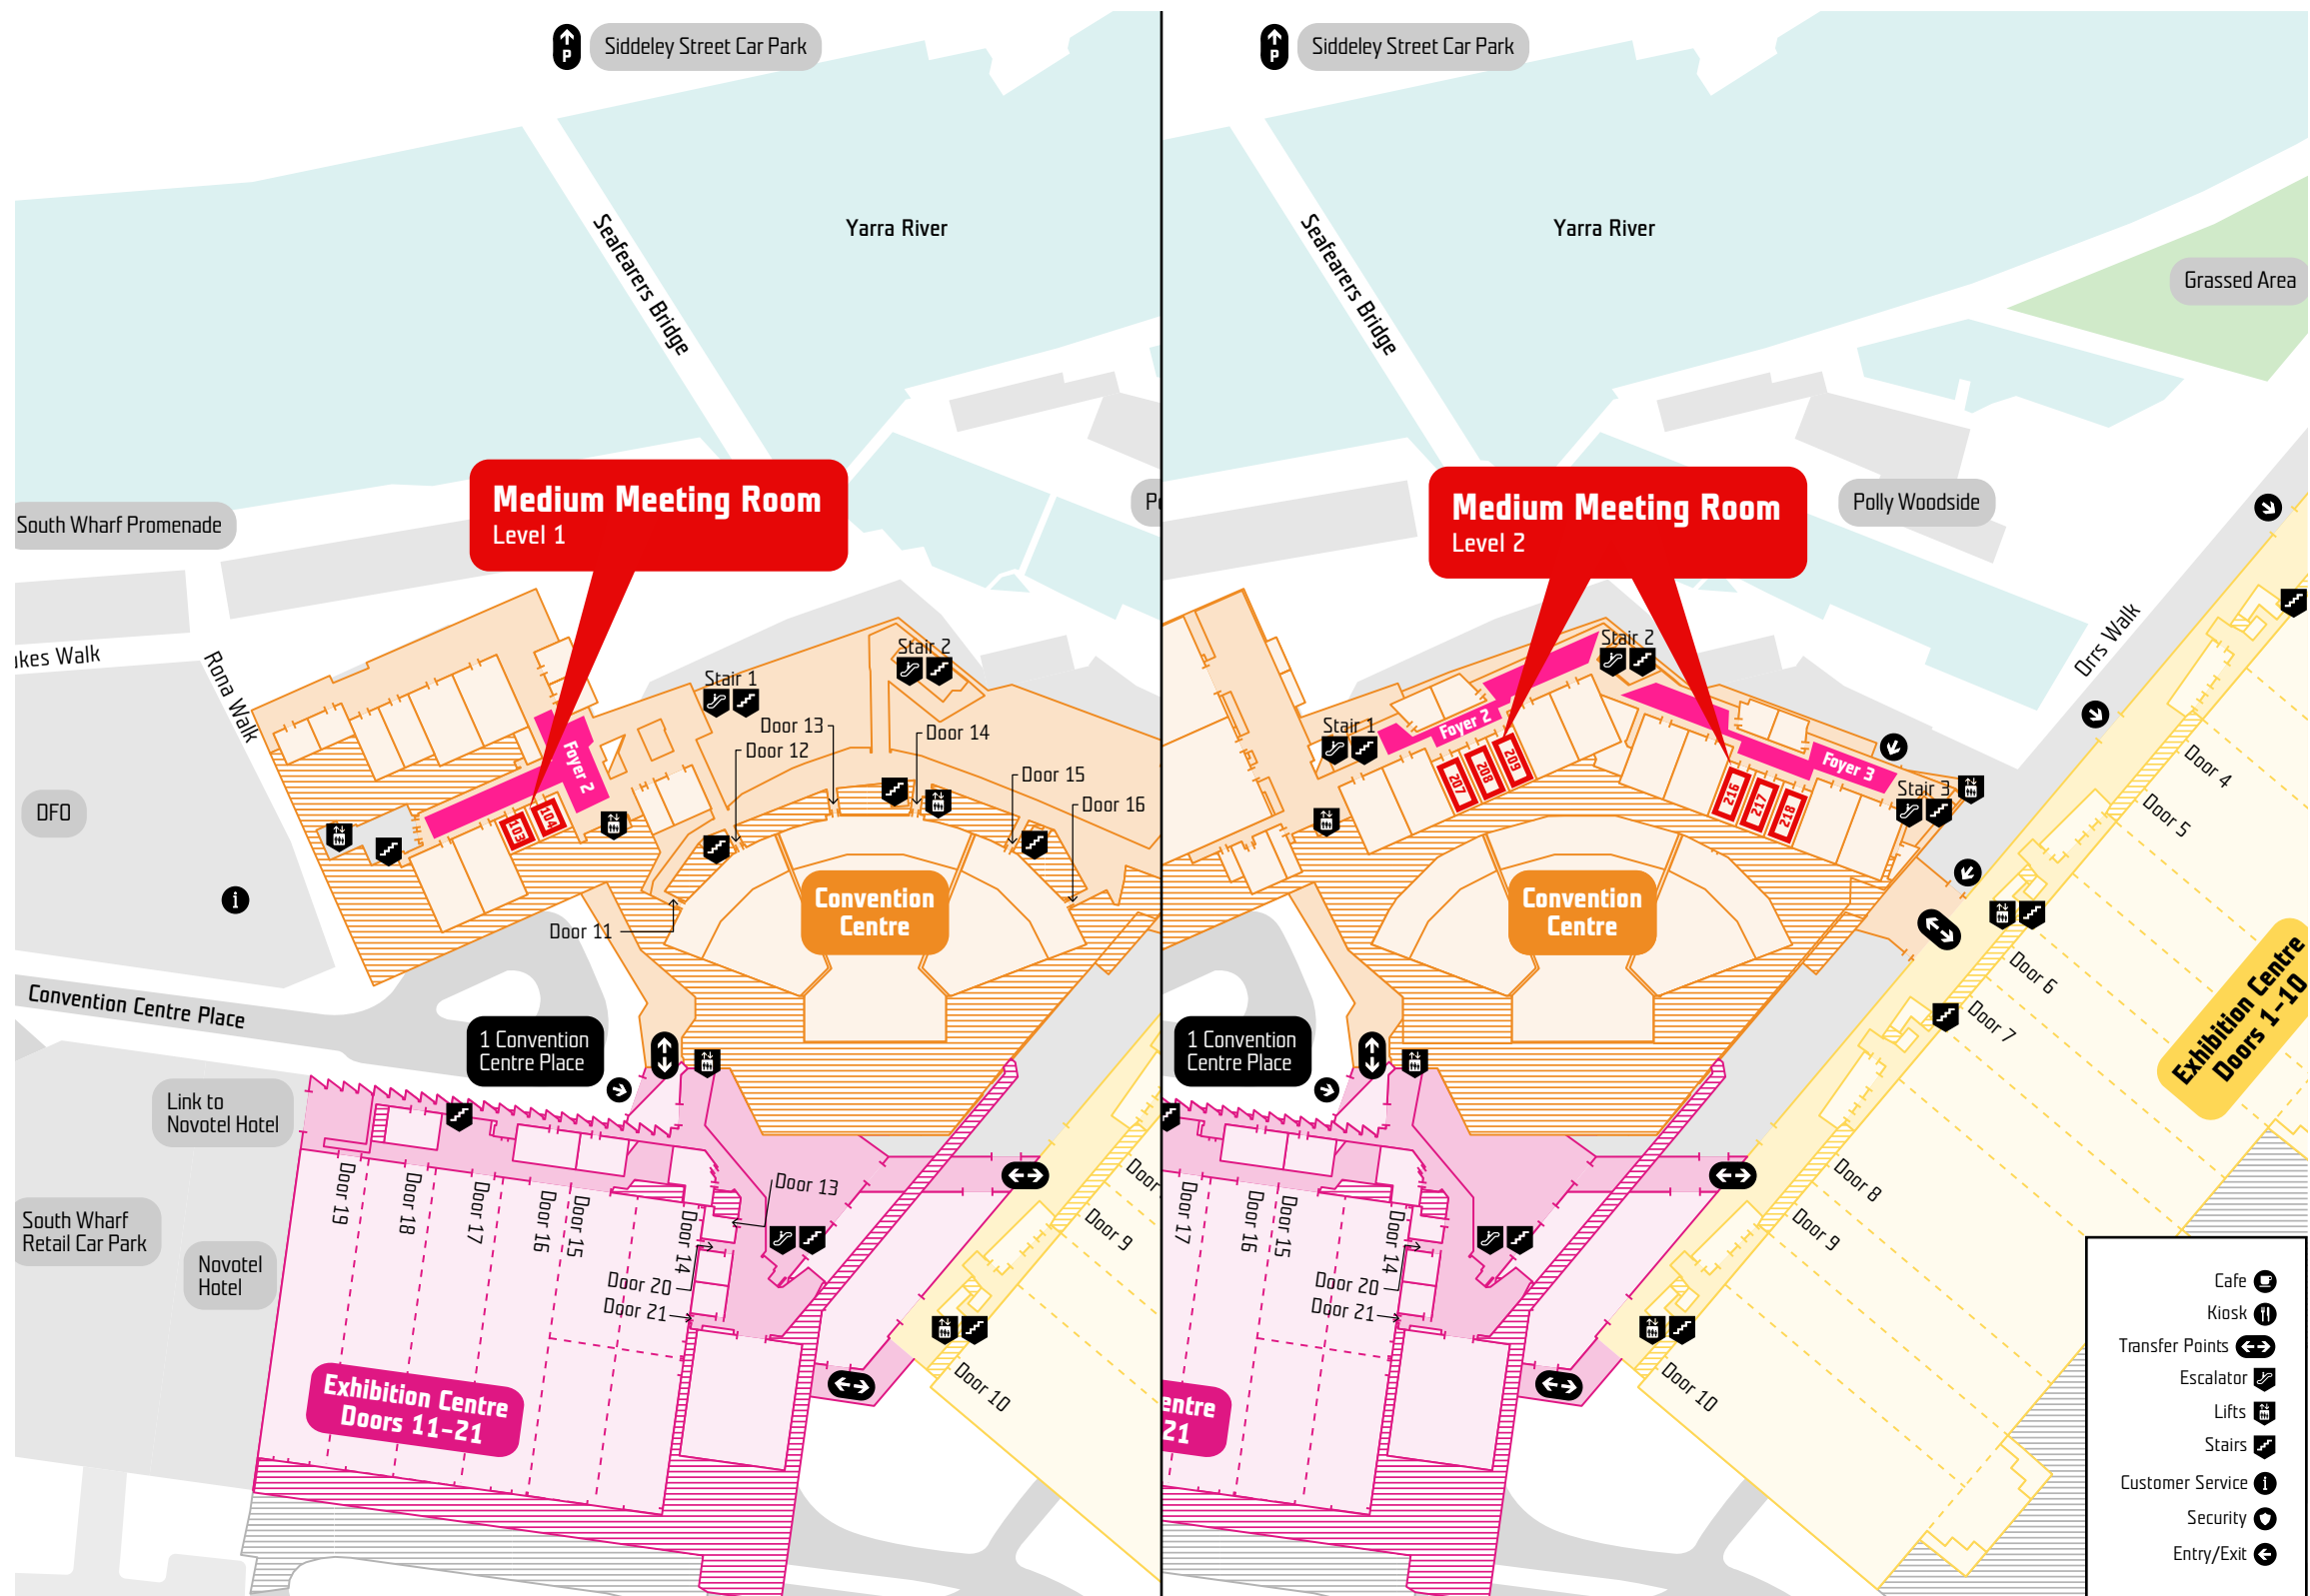 P
Siddeley Street Car Park
Seafearers Bridge
Yarra River
South Wharf Promenade
Medium Meeting Room
Level 1
Rona Walk
DFO
i
Foyer 2
103
104
Stair 1
Stair 2
Door 13
Door 12
Door 14
Door 15
Door 16
Door 11
Convention
Centre
Convention Centre Place
1 Convention
Centre Place
Link to
Novotel Hotel
South Wharf
Retail Car Park
Novotel
Hotel
Door 19
Door 18
Door 17
Door 16
Door 15
Door 14
Door 13
Door 20
Door 21
Exhibition Centre
Doors 11-21
Door 9
Door 10
P
Siddeley Street Car Park
Seafearers Bridge
Yarra River
Grassed Area
Medium Meeting Room
Level 2
Polly Woodside
Orrs Walk
Stair 1
Foyer 2
Stair 2
207
208
209
216
217
218
Foyer 3
Stair 3
Convention
Centre
1 Convention
Centre Place
Door 4
Door 5
Door 6
Door 7
Door 8
Door 9
Door 10
Exhibition Centre
Doors 1-10
Door 17
Door 16
Door 15
Door 14
Door 20
Door 21
entre
21
Cafe
Kiosk
Transfer Points
Escalator
Lifts
Stairs
Customer Service i
Security
Entry/Exit